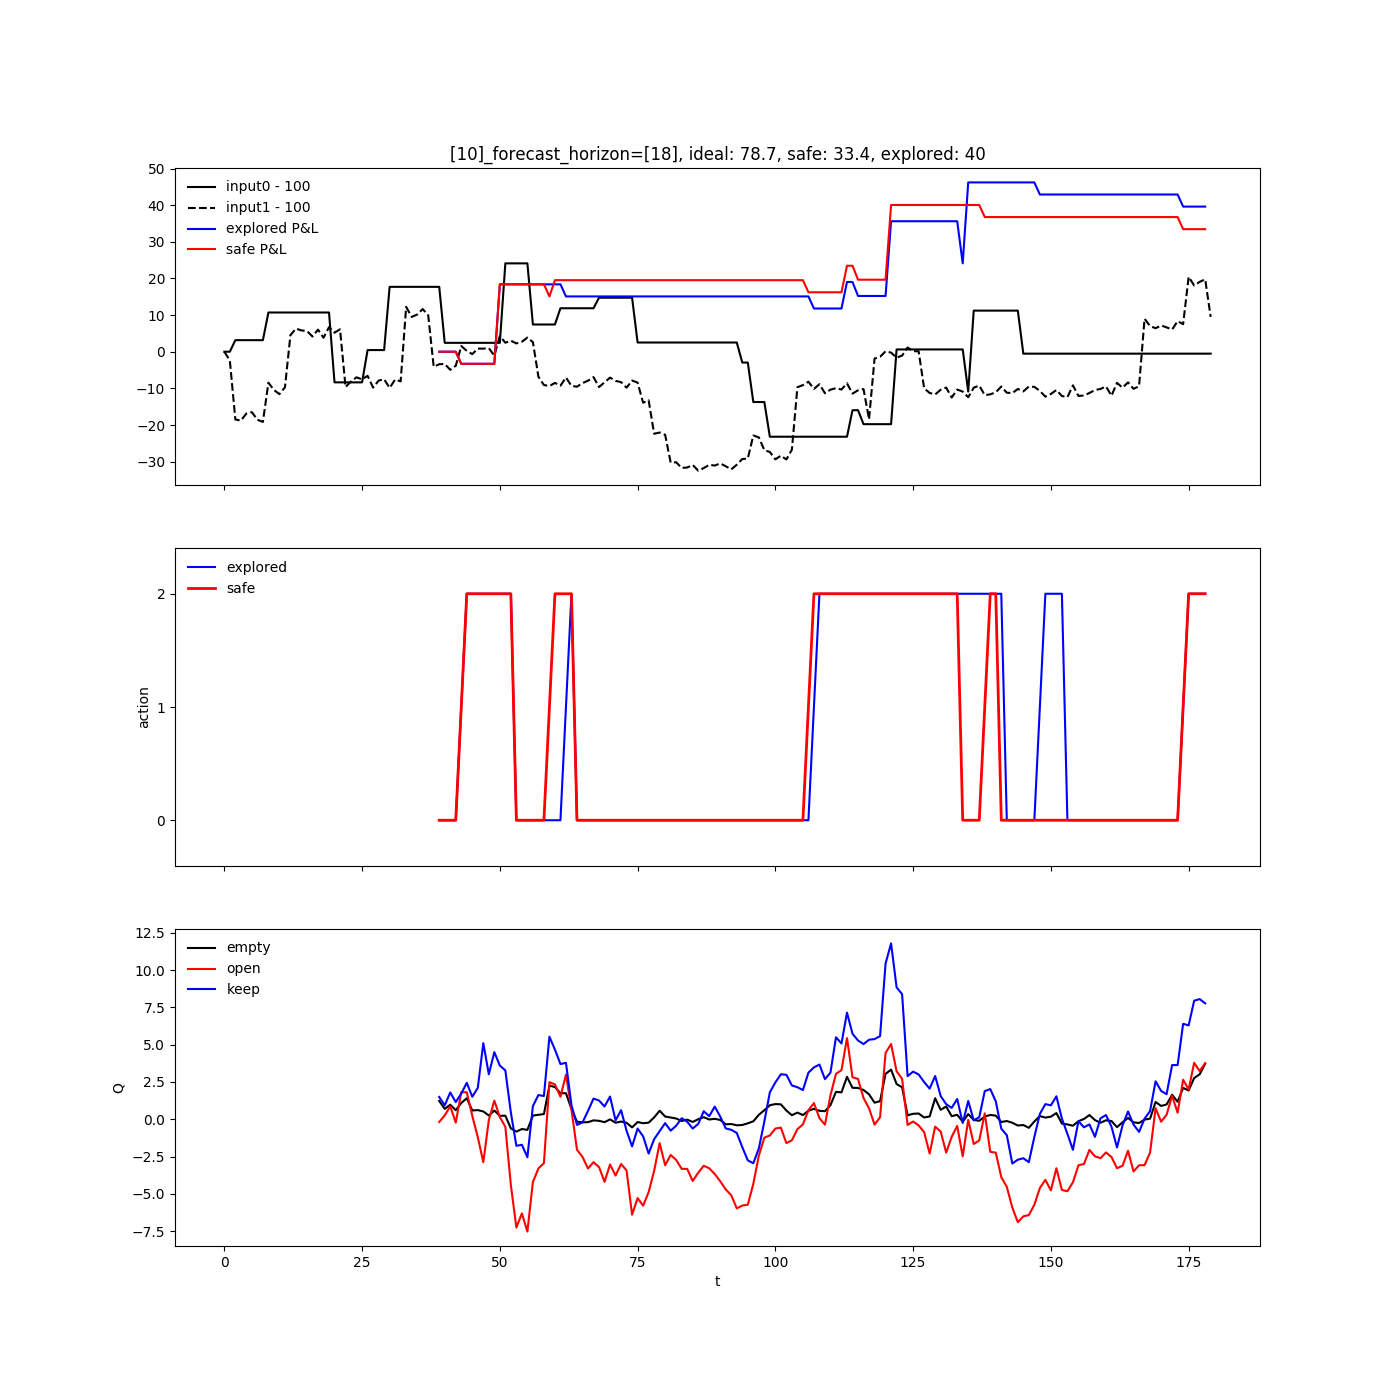 [10]_forecast_horizon=[18], ideal: 78.7, safe: 33.4, explored: 40
50
40
30
20
10
0
−10
−20
−30
input0 - 100
input1 - 100
explored P&L
safe P&L
2
1
0
action
explored
safe
12.5
10.0
7.5
5.0
2.5
0.0
−2.5
−5.0
−7.5
Q
empty
open
keep
0 25 50 75 100 125 150 175
t